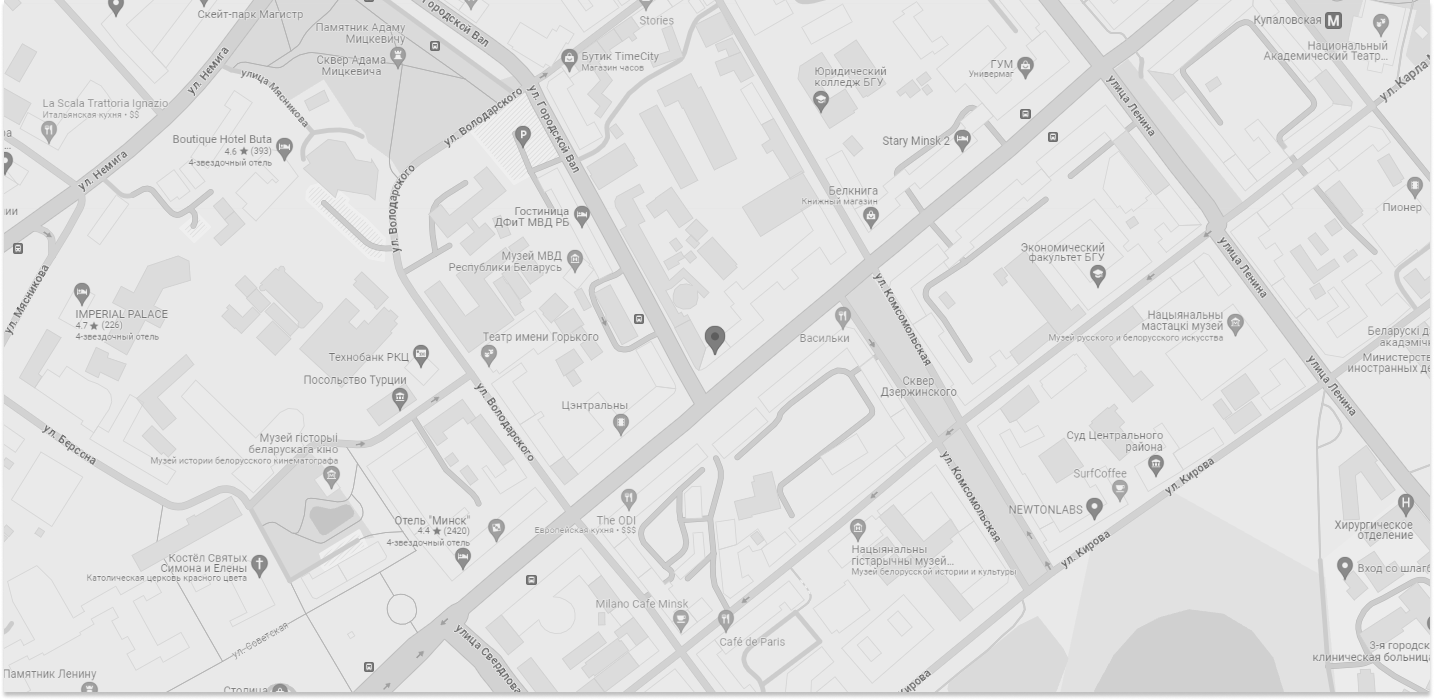 Скейт-парк Магистр
Городской Вал
Stories
Купаловская
M
Национальный
Академический Театр...
Памятник Адаму
Мицкевичу
Сквер Адама
Мицкевича
Бутик TimeCity
Магазин часов
Юридический
колледж БГУ
ГУМ
Универмаг
ул. Карла
ул. Немига
улица Мясникова
ул. Володарского
ул. Городской Вал
улица Ленина
La Scala Trattoria Ignazio
Итальянская кухня • $$
Boutique Hotel Buta
4.6 ★ (393)
4-звездочный отель
P
Stary Minsk 2
ул. Немига
ул. Володарского
Белкнига
Книжный магазин
Пионер
Гостиница
ДФиТ МВД РБ
Музей МВД
Республики Беларусь
Экономический
факультет БГУ
улица Ленина
ул. Мясникова
IMPERIAL PALACE
4.7 ★ (226)
4-звездочный отель
ул. Комсомольская
Нацыянальны
мастацкі музей
Музей русского и белорусского искусства
Беларускі д
акадэміч
Министерств
иностранных де
Театр имени Горького
Васильки
Технобанк РКЦ
Посольство Турции
Сквер
Дзержинского
улица Ленина
Цэнтральны
ул. Володарского
ул. Берсона
Музей гісторыі
беларускага кіно
Музей истории белорусского кинематографа
Суд Центрального
района
SurfCoffee
ул. Кирова
ул. Комсомольская
NEWTONLABS
H
Хирургическое
отделение
Отель "Минск"
4.4 ★ (2420)
4-звездочный отель
The ODI
Европейская кухня • $$$
ул. Кирова
Нацыянальны
гістарычны музей...
Музей белорусской истории и культуры
Костёл Святых
Симона и Елены
Католическая церковь красного цвета
Вход со шлагб
Milano Cafe Minsk
Café de Paris
ул. Советская
улица Свердлова
3-я городск
клиническая больница
Памятник Ленину
Столица
Кирова